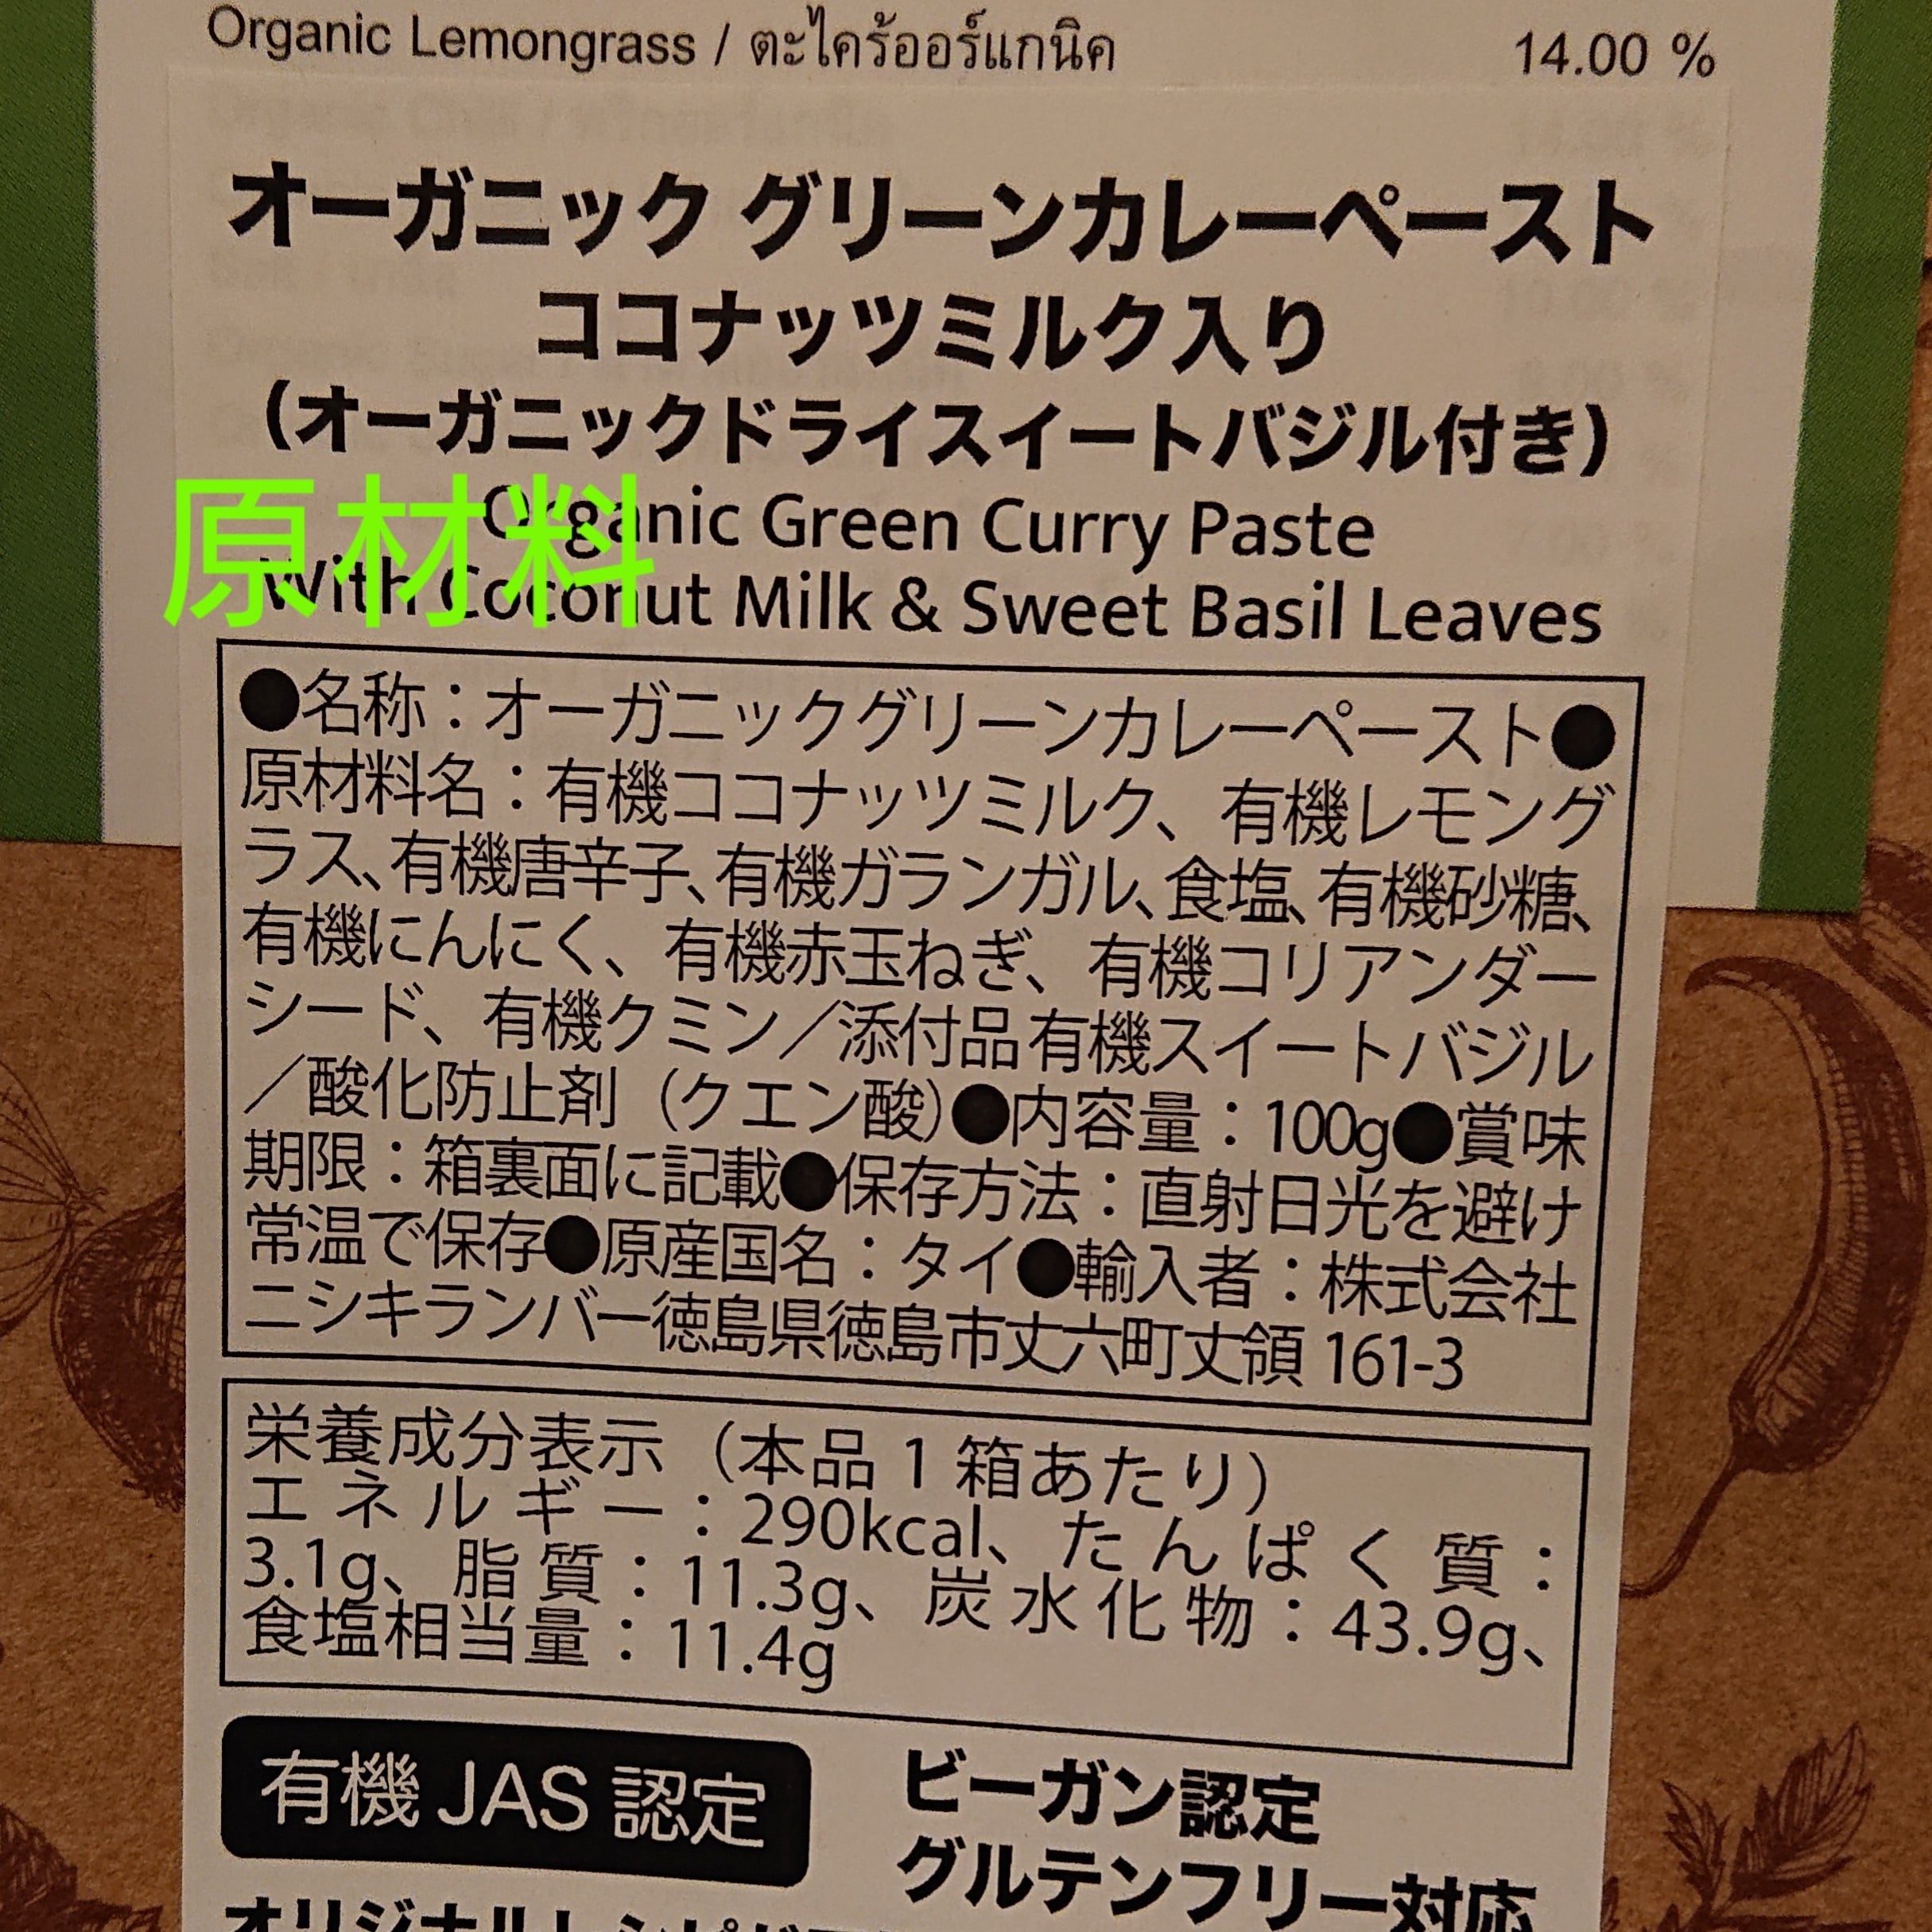 Organic Lemongrass / ตะไคร้ออร์แกนิค 14.00 %
オーガニック グリーンカレーペースト
ココナッツミルク入り
（オーガニックドライスイートバジル付き）
原材料
Organic Green Curry Paste
With Coconut Milk & Sweet Basil Leaves
●名称：オーガニックグリーンカレーペースト●
原材料名：有機ココナッツミルク、有機レモング
ラス、有機唐辛子、有機ガランガル、食塩、有機砂糖、
有機にんにく、有機赤玉ねぎ、有機コリアンダー
シード、有機クミン／添付品有機スイートバジル
／酸化防止剤（クエン酸）●内容量：100g●賞味
期限：箱裏面に記載●保存方法：直射日光を避け
常温で保存●原産国名：タイ●輸入者：株式会社
ニシキランバー徳島県徳島市丈六町丈領 161-3
栄養成分表示（本品 1 箱あたり）
エネルギー：290kcal、たんぱく質：
3.1g、脂質：11.3g、炭水化物：43.9g、
食塩相当量：11.4g
有機 JAS 認定
ビーガン認定
グルテンフリー対応